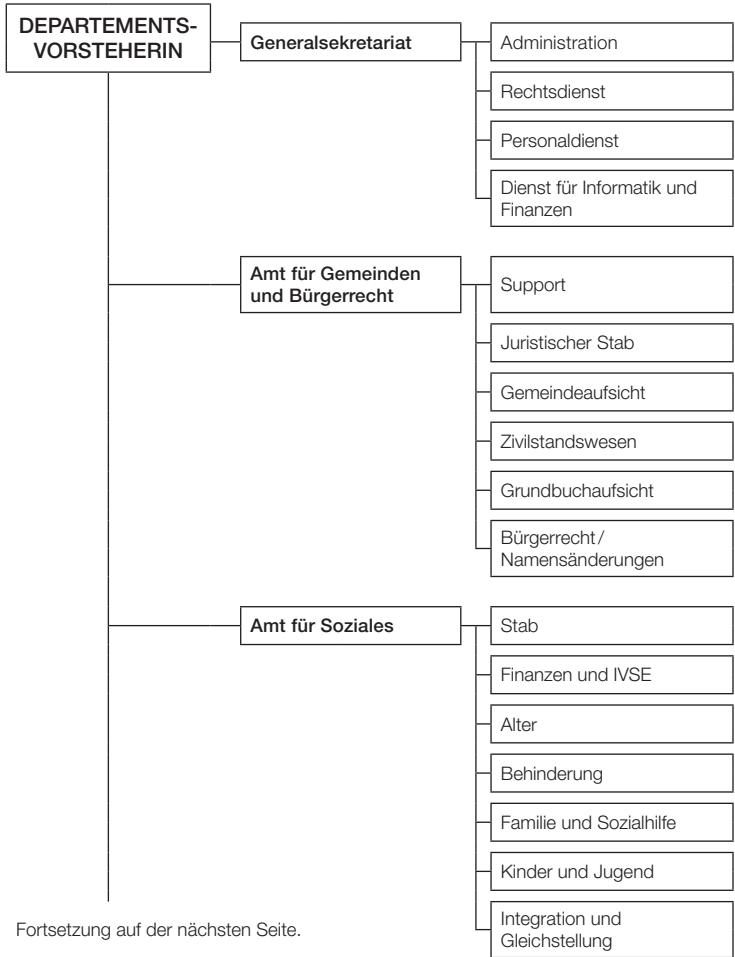 DEPARTEMENTS-
VORSTEHERIN
Generalsekretariat
Administration
Rechtsdienst
Personaldienst
Dienst für Informatik und
Finanzen
Amt für Gemeinden
und Bürgerrecht
Support
Juristischer Stab
Gemeindeaufsicht
Zivilstandswesen
Grundbuchaufsicht
Bürgerrecht/
Namensänderungen
Amt für Soziales
Stab
Finanzen und IVSE
Alter
Behinderung
Familie und Sozialhilfe
Kinder und Jugend
Integration und
Gleichstellung
Fortsetzung auf der nächsten Seite.